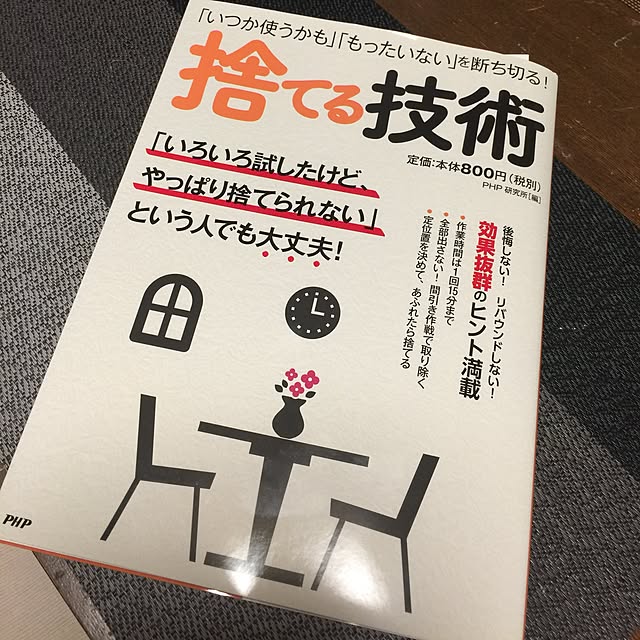 「いつか使うかも」「もったいない」を断ち切る！
捨てる技術
定価：本体800円（税別）
PHP 研究所［編］
「いろいろ試したけど、
やっぱり捨てられない」
という人でも大丈夫！
後悔しない！ リバウンドしない！
効果抜群のヒント満載
・作業時間は1回15分まで
・全部出さない！ 間引き作戦で取り除く
・定位置を決めて、あふれたら捨てる
PHP